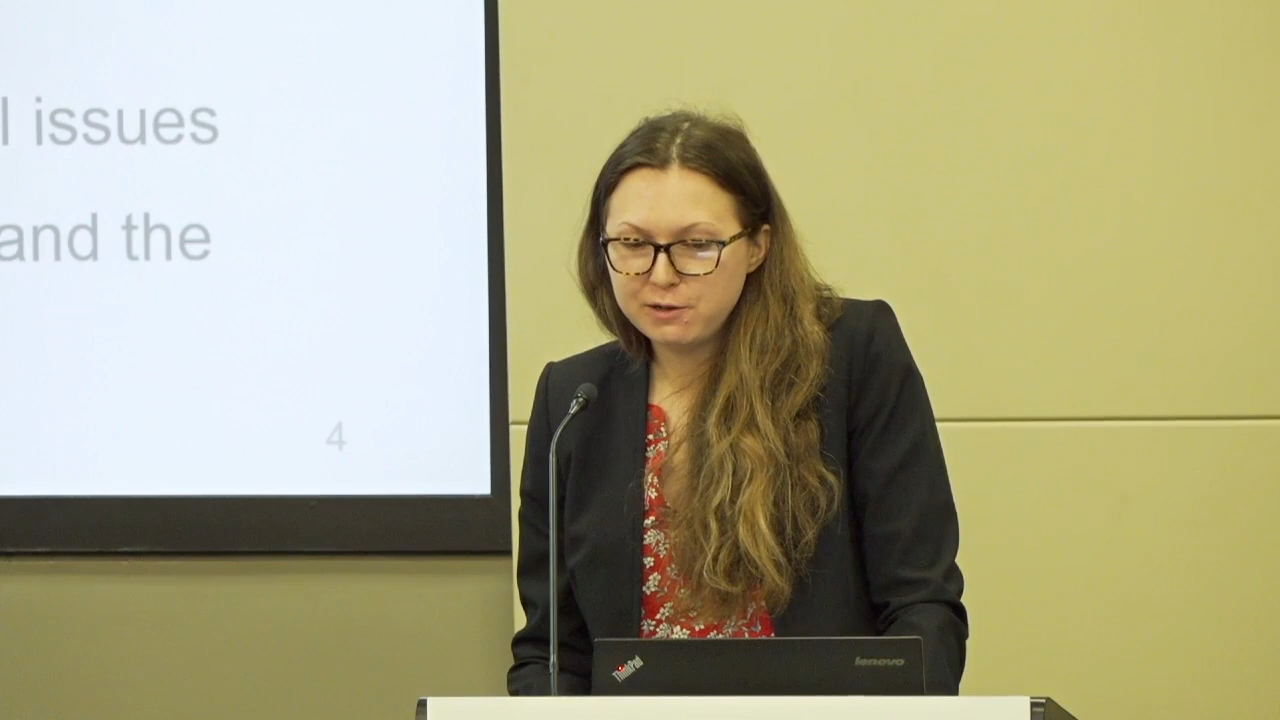 l issues
and the
4
ThinkPad
lenovo